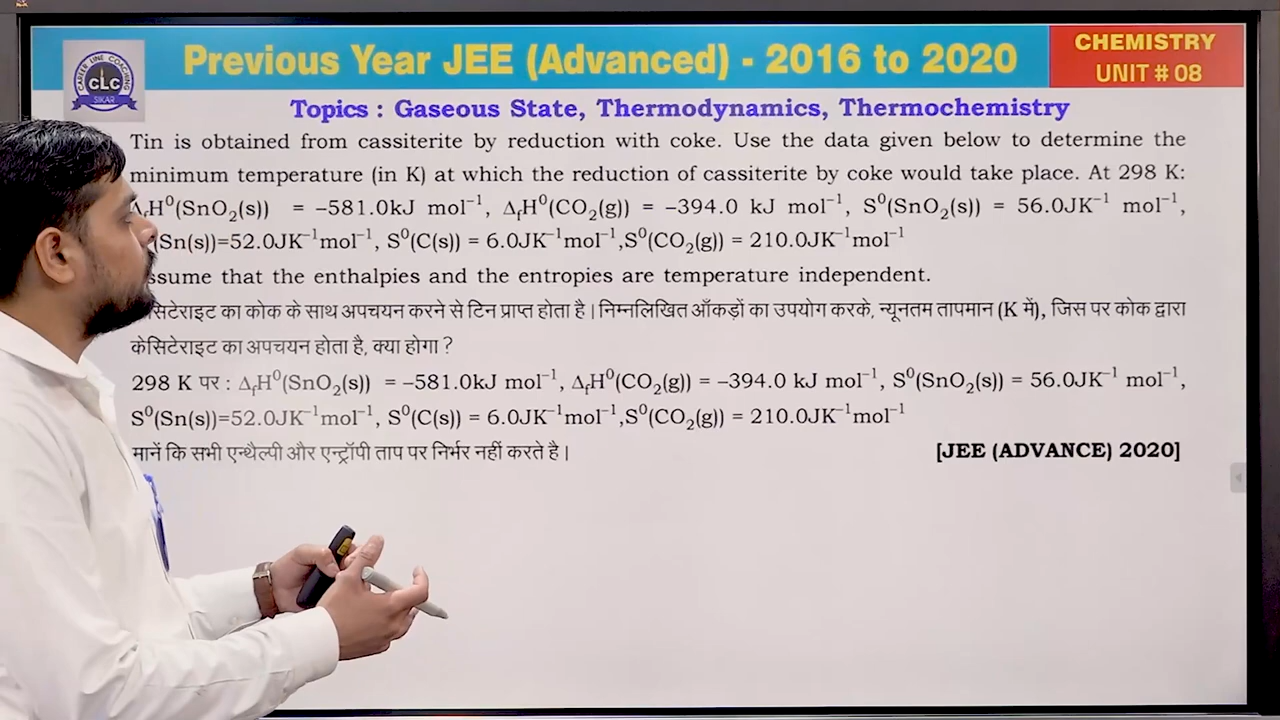 Previous Year JEE (Advanced) - 2016 to 2020
CHEMISTRY
UNIT # 08
CAREER LINE COACHING
CLC
SIKAR
Topics : Gaseous State, Thermodynamics, Thermochemistry
Tin is obtained from cassiterite by reduction with coke. Use the data given below to determine the
minimum temperature (in K) at which the reduction of cassiterite by coke would take place. At 298 K:
H⁰(SnO₂(s)) = –581.0kJ mol⁻¹, ΔfH⁰(CO₂(g)) = –394.0 kJ mol⁻¹, S⁰(SnO₂(s)) = 56.0JK⁻¹ mol⁻¹,
(Sn(s))=52.0JK⁻¹mol⁻¹, S⁰(C(s)) = 6.0JK⁻¹mol⁻¹,S⁰(CO₂(g)) = 210.0JK⁻¹mol⁻¹
ssume that the enthalpies and the entropies are temperature independent.
सिटेराइट का कोक के साथ अपचयन करने से टिन प्राप्त होता है। निम्नलिखित आँकड़ों का उपयोग करके, न्यूनतम तापमान (K में), जिस पर कोक द्वारा
केसिटेराइट का अपचयन होता है, क्या होगा ?
298 K पर : ΔfH⁰(SnO₂(s)) = –581.0kJ mol⁻¹, ΔfH⁰(CO₂(g)) = –394.0 kJ mol⁻¹, S⁰(SnO₂(s)) = 56.0JK⁻¹ mol⁻¹,
S⁰(Sn(s))=52.0JK⁻¹mol⁻¹, S⁰(C(s)) = 6.0JK⁻¹mol⁻¹,S⁰(CO₂(g)) = 210.0JK⁻¹mol⁻¹
मानें कि सभी एन्थैल्पी और एन्ट्रॉपी ताप पर निर्भर नहीं करते है।
[JEE (ADVANCE) 2020]